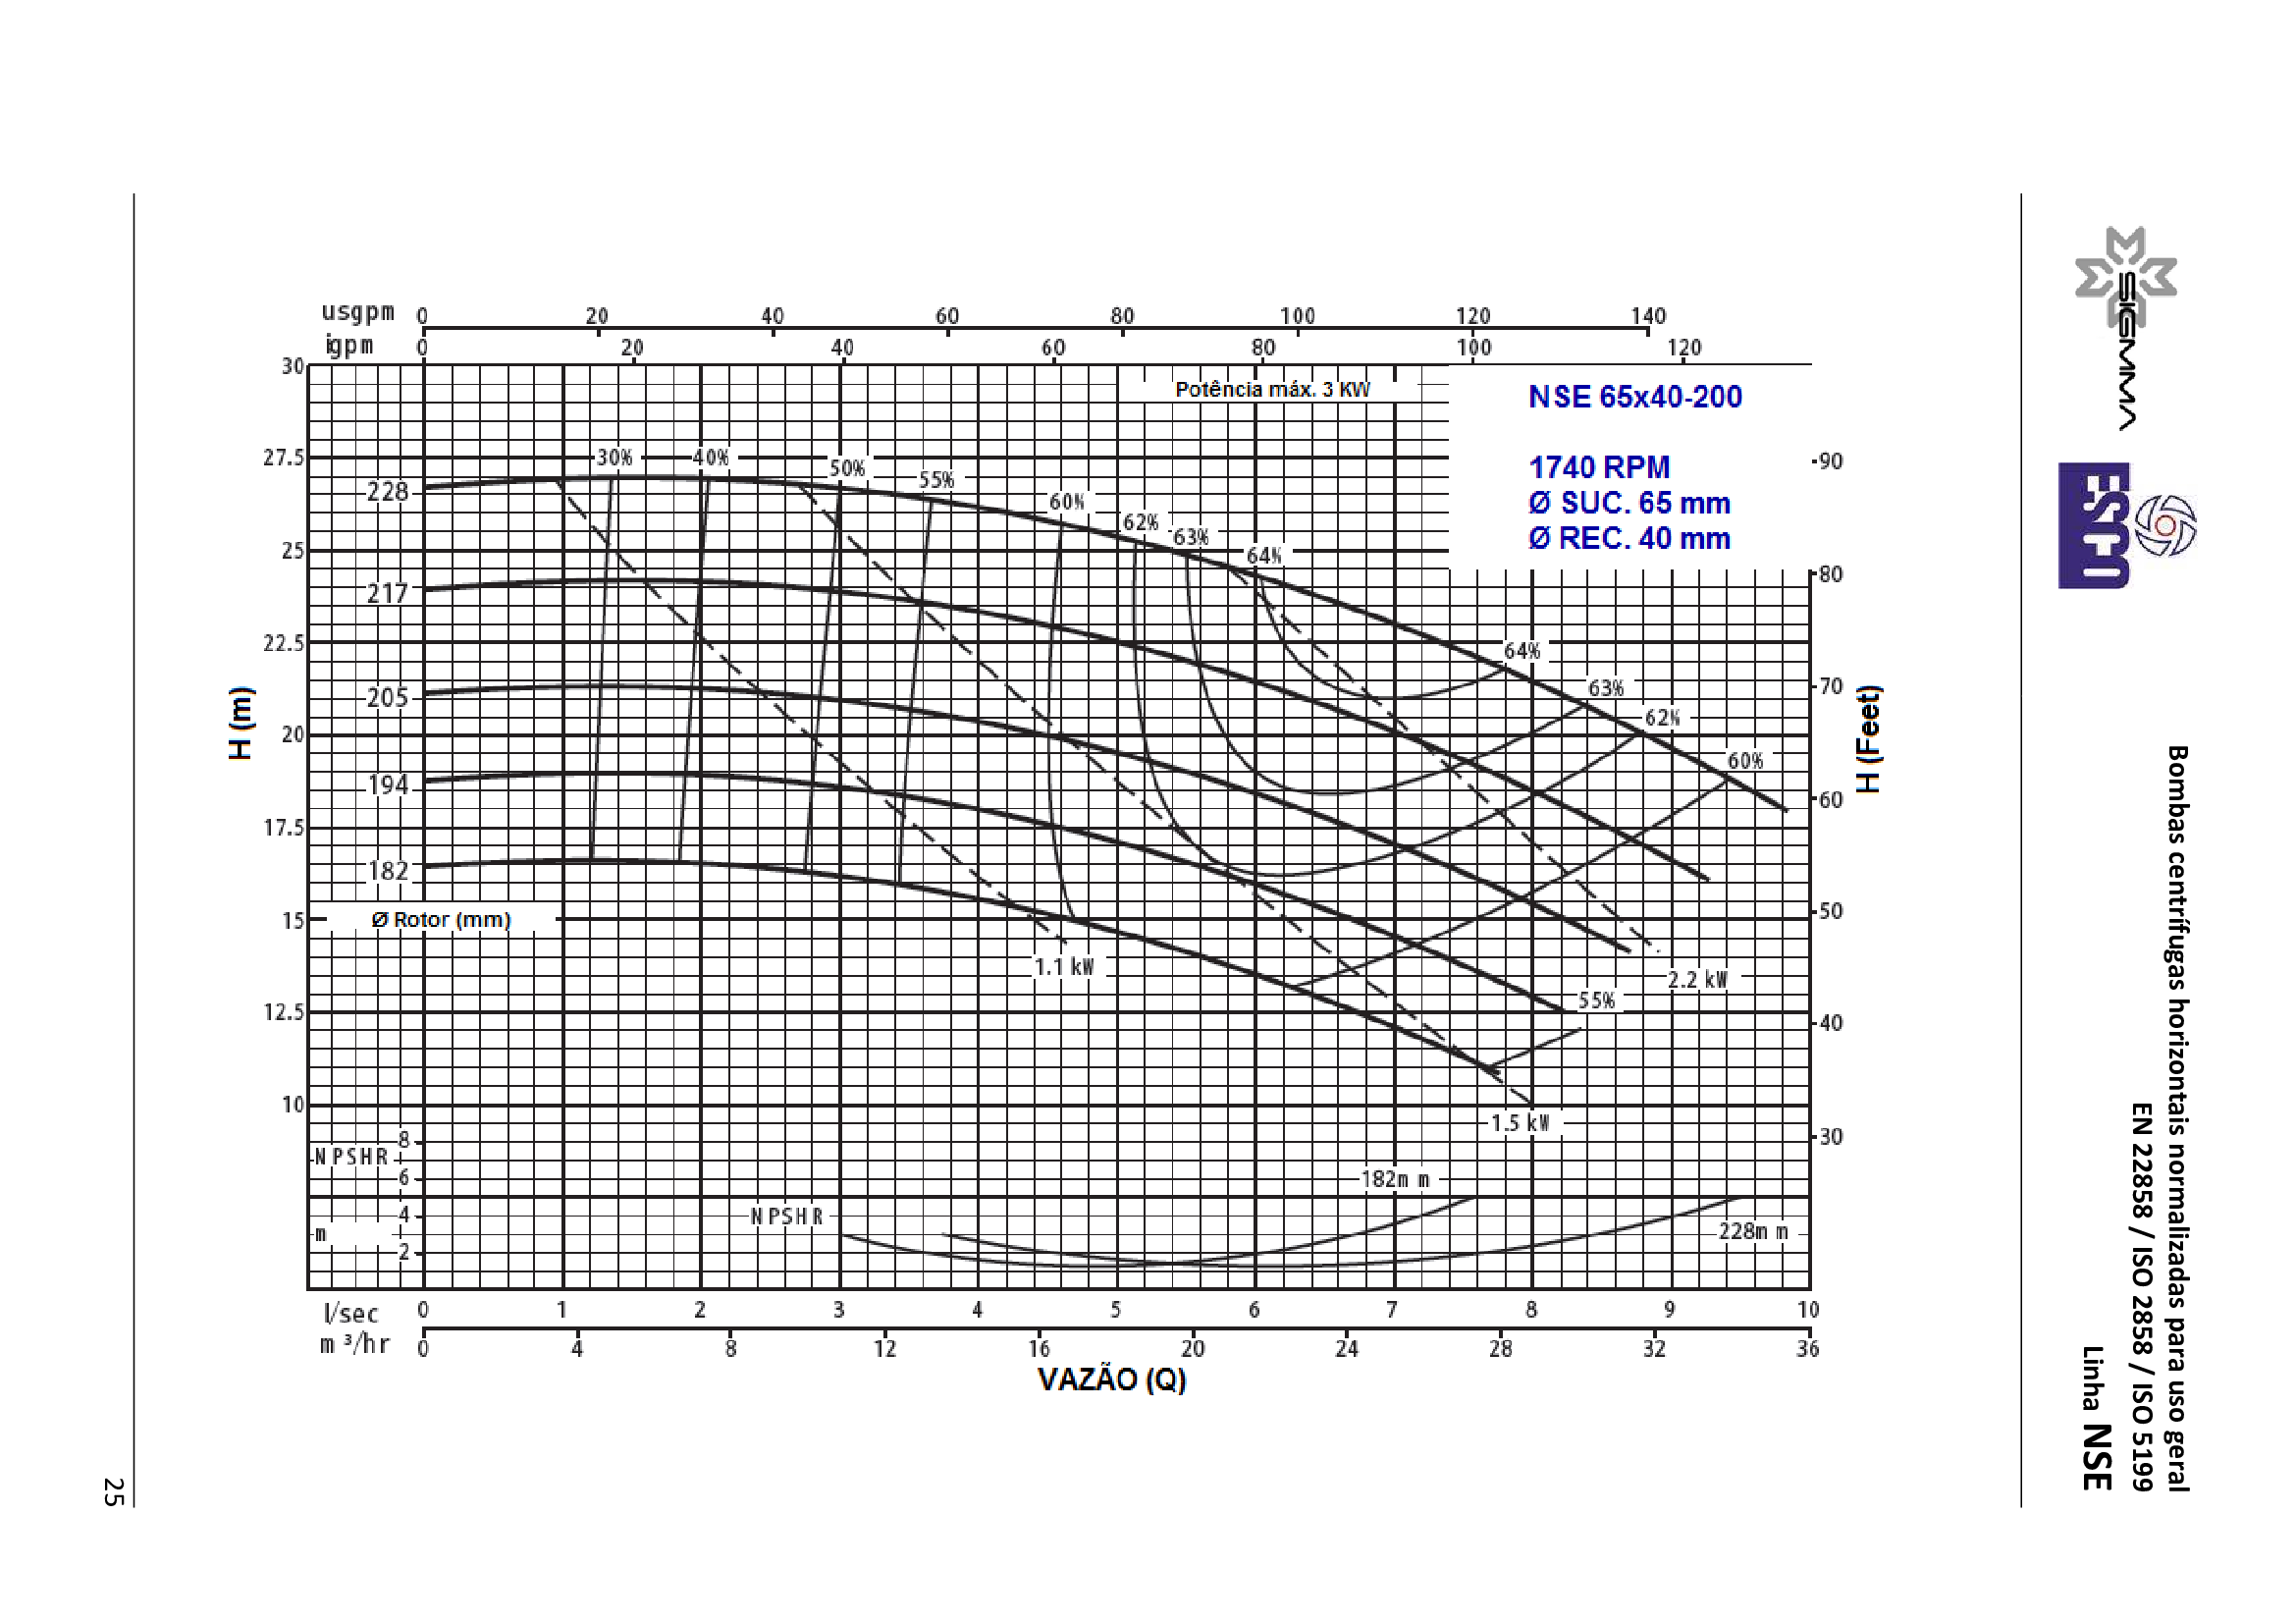 usgpm 0 20 40 60 80 100 120 140
igpm 0 20 40 60 80 100 120
30
Potência máx. 3 KW
NSE 65x40-200
1740 RPM
Ø SUC. 65 mm
Ø REC. 40 mm
27.5
30% 40% 50% 55% 60% 62% 63% 64%
90
228
25
80
217
22.5
64%
63%
62%
60%
70
205
20
H (m)
H (Feet)
194
60
17.5
182
15
Ø Rotor (mm)
50
1.1 kW
2.2 kW
55%
12.5
40
10
1.5 kW
30
8
NPSHR
6
4
m
2
NPSHR
182m m
228m m
l/sec 0 1 2 3 4 5 6 7 8 9 10
m³/hr 0 4 8 12 16 20 24 28 32 36
VAZÃO (Q)
SIGMMA
ESCO
Bombas centrífugas horizontais normalizadas para uso geral
EN 22858 / ISO 2858 / ISO 5199
Linha NSE
25